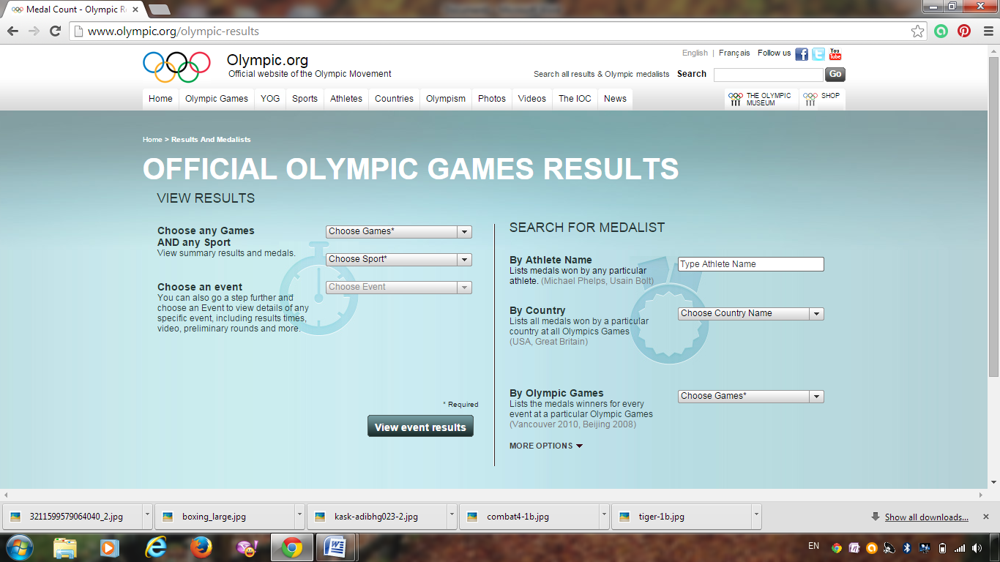 Medal Count - Olympic R
www.olympic.org/olympic-results
English | Français Follow us
You Tube
Olympic.org
Official website of the Olympic Movement
Search all results & Olympic medalists Search Go
Home Olympic Games YOG Sports Athletes Countries Olympism Photos Videos The IOC News
THE OLYMPIC MUSEUM SHOP
Home > Results And Medalists
OFFICIAL OLYMPIC GAMES RESULTS
VIEW RESULTS
Choose any Games
AND any Sport
View summary results and medals.
Choose Games*
Choose Sport*
Choose an event
You can also go a step further and
choose an Event to view details of any
specific event, including results times,
video, preliminary rounds and more.
Choose Event
* Required
View event results
SEARCH FOR MEDALIST
By Athlete Name
Lists medals won by any particular
athlete. (Michael Phelps, Usain Bolt)
Type Athlete Name
By Country
Lists all medals won by a particular
country at all Olympics Games
(USA, Great Britain)
Choose Country Name
By Olympic Games
Lists the medals winners for every
event at a particular Olympic Games
(Vancouver 2010, Beijing 2008)
Choose Games*
MORE OPTIONS
3211599579064040_2.jpg boxing_large.jpg kask-adibhg023-2.jpg combat4-1b.jpg tiger-1b.jpg Show all downloads...
EN